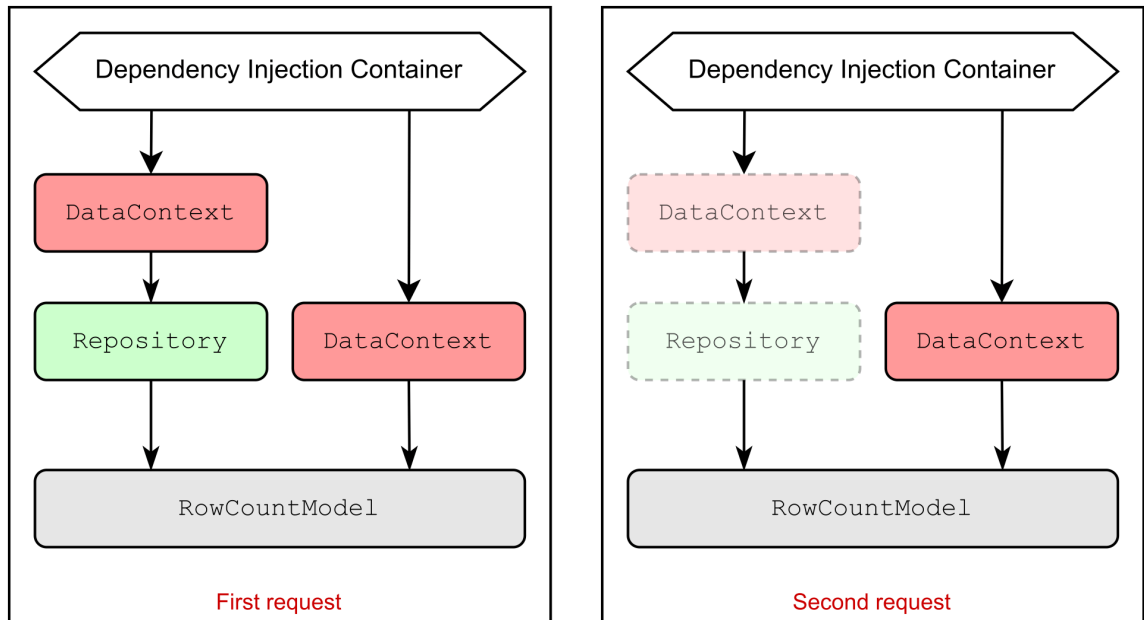 Dependency Injection Container
DataContext
Repository
DataContext
RowCountModel
First request
Dependency Injection Container
DataContext
Repository
DataContext
RowCountModel
Second request